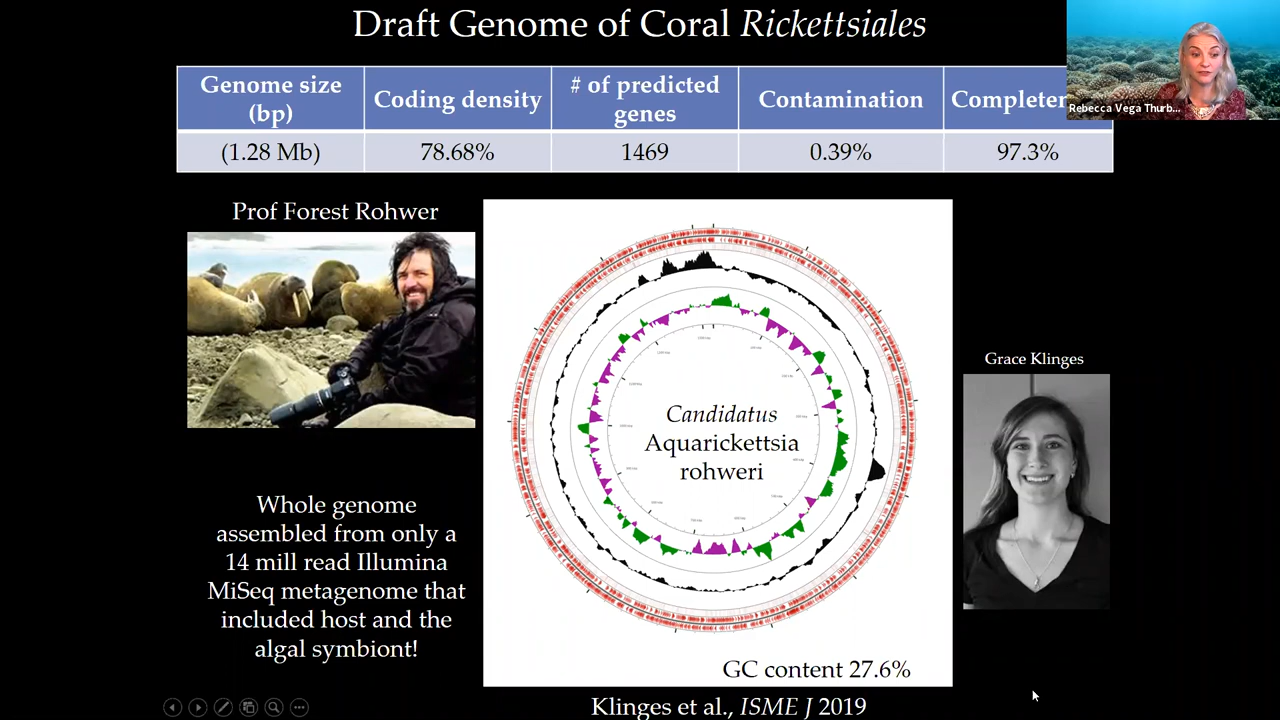 Draft Genome of Coral Rickettsiales
Genome size
(bp)
Coding density
# of predicted
genes
Contamination
Rebecca Vega Thurb...
(1.28 Mb)
78.68%
1469
0.39%
97.3%
Prof Forest Rohwer
Grace Klinges
Candidatus
Aquarickettsia
rohweri
Whole genome
assembled from only a
14 mill read Illumina
MiSeq metagenome that
included host and the
algal symbiont!
GC content 27.6%
Klinges et al., ISME J 2019